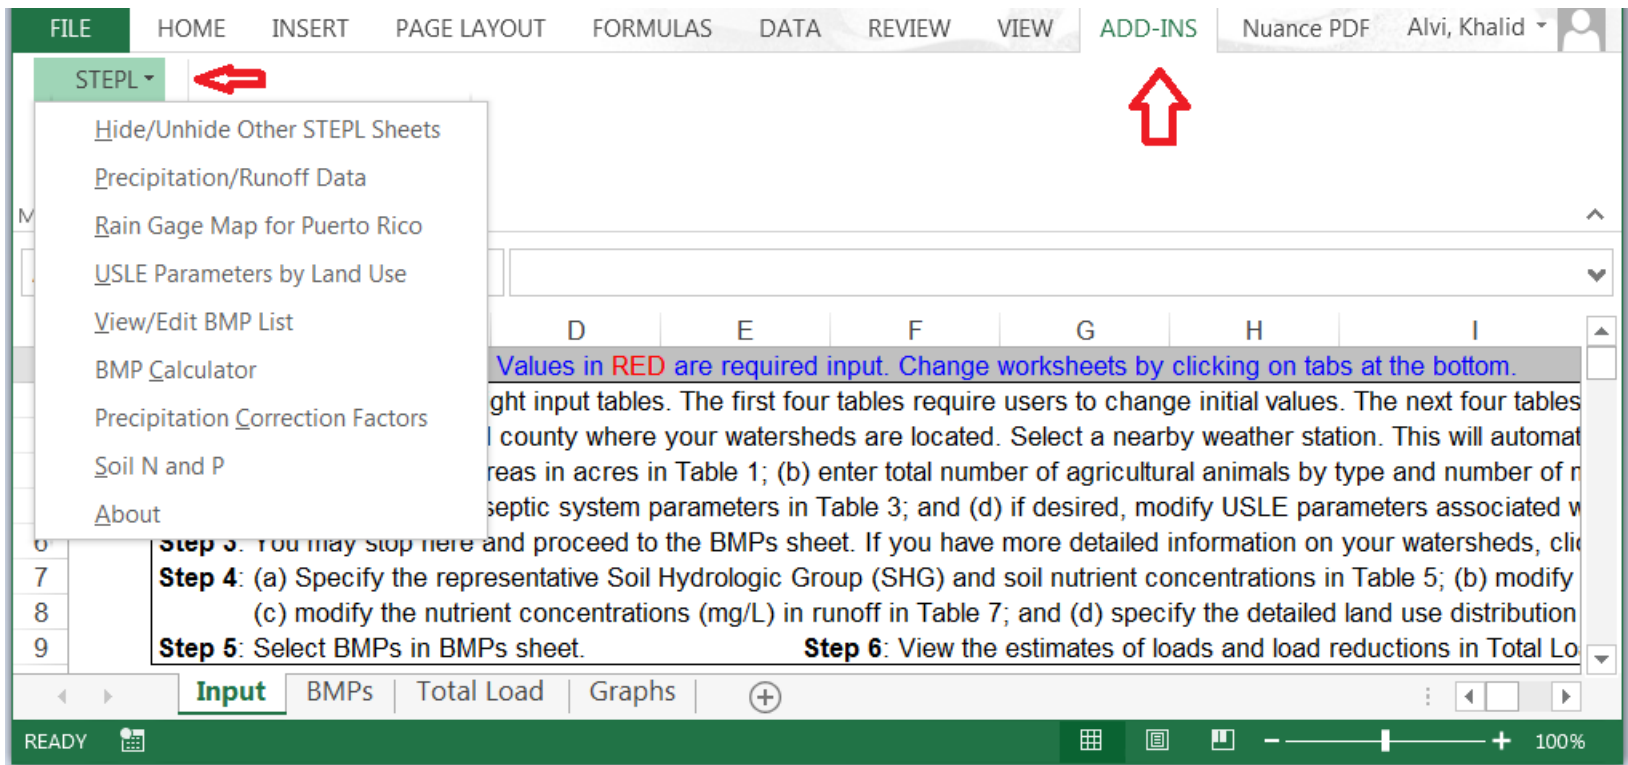 FILE HOME INSERT PAGE LAYOUT FORMULAS DATA REVIEW VIEW ADD-INS Nuance PDF Alvi, Khalid
STEPL
Hide/Unhide Other STEPL Sheets
Precipitation/Runoff Data
Rain Gage Map for Puerto Rico
USLE Parameters by Land Use
View/Edit BMP List
BMP Calculator
Precipitation Correction Factors
Soil N and P
About
D E F G H I
Values in RED are required input. Change worksheets by clicking on tabs at the bottom.
ght input tables. The first four tables require users to change initial values. The next four tables
county where your watersheds are located. Select a nearby weather station. This will automat
reas in acres in Table 1; (b) enter total number of agricultural animals by type and number of
septic system parameters in Table 3; and (d) if desired, modify USLE parameters associated
6 Step 3: You may stop here and proceed to the BMPs sheet. If you have more detailed information on your watersheds, clic
7 Step 4: (a) Specify the representative Soil Hydrologic Group (SHG) and soil nutrient concentrations in Table 5; (b) modify
8 (c) modify the nutrient concentrations (mg/L) in runoff in Table 7; and (d) specify the detailed land use distribution
9 Step 5: Select BMPs in BMPs sheet. Step 6: View the estimates of loads and load reductions in Total Lo
Input BMPs Total Load Graphs
READY 100%